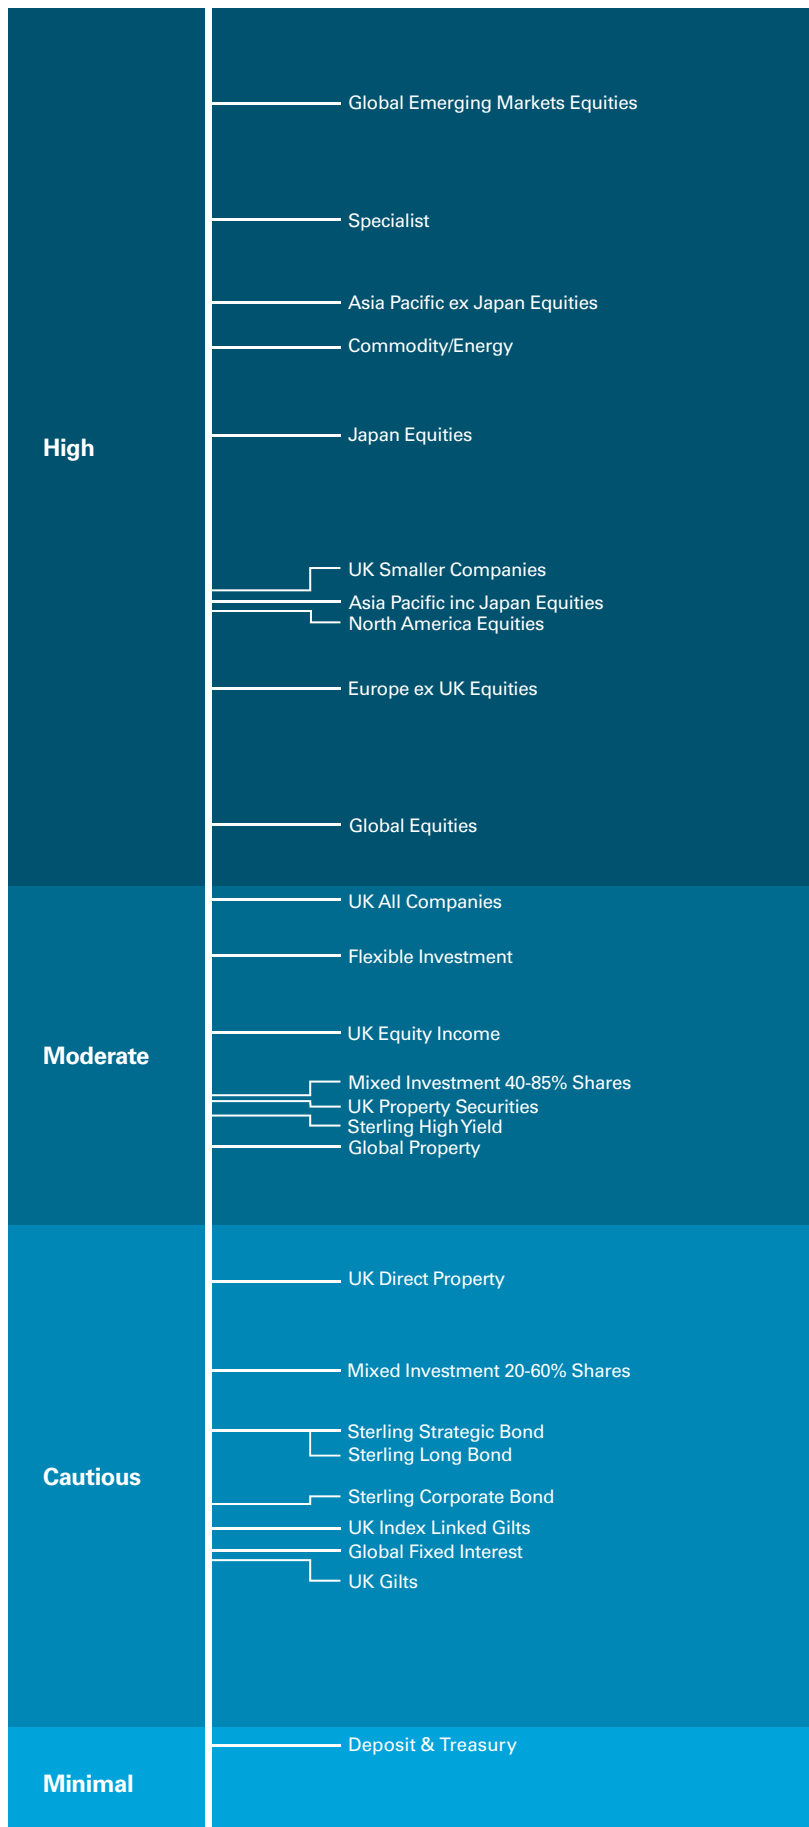 Global Emerging Markets Equities
Specialist
Asia Pacific ex Japan Equities
Commodity/Energy
Japan Equities
High
UK Smaller Companies
Asia Pacific inc Japan Equities
North America Equities
Europe ex UK Equities
Global Equities
UK All Companies
Flexible Investment
UK Equity Income
Moderate
Mixed Investment 40-85% Shares
UK Property Securities
Sterling High Yield
Global Property
UK Direct Property
Mixed Investment 20-60% Shares
Sterling Strategic Bond
Sterling Long Bond
Cautious
Sterling Corporate Bond
UK Index Linked Gilts
Global Fixed Interest
UK Gilts
Deposit & Treasury
Minimal